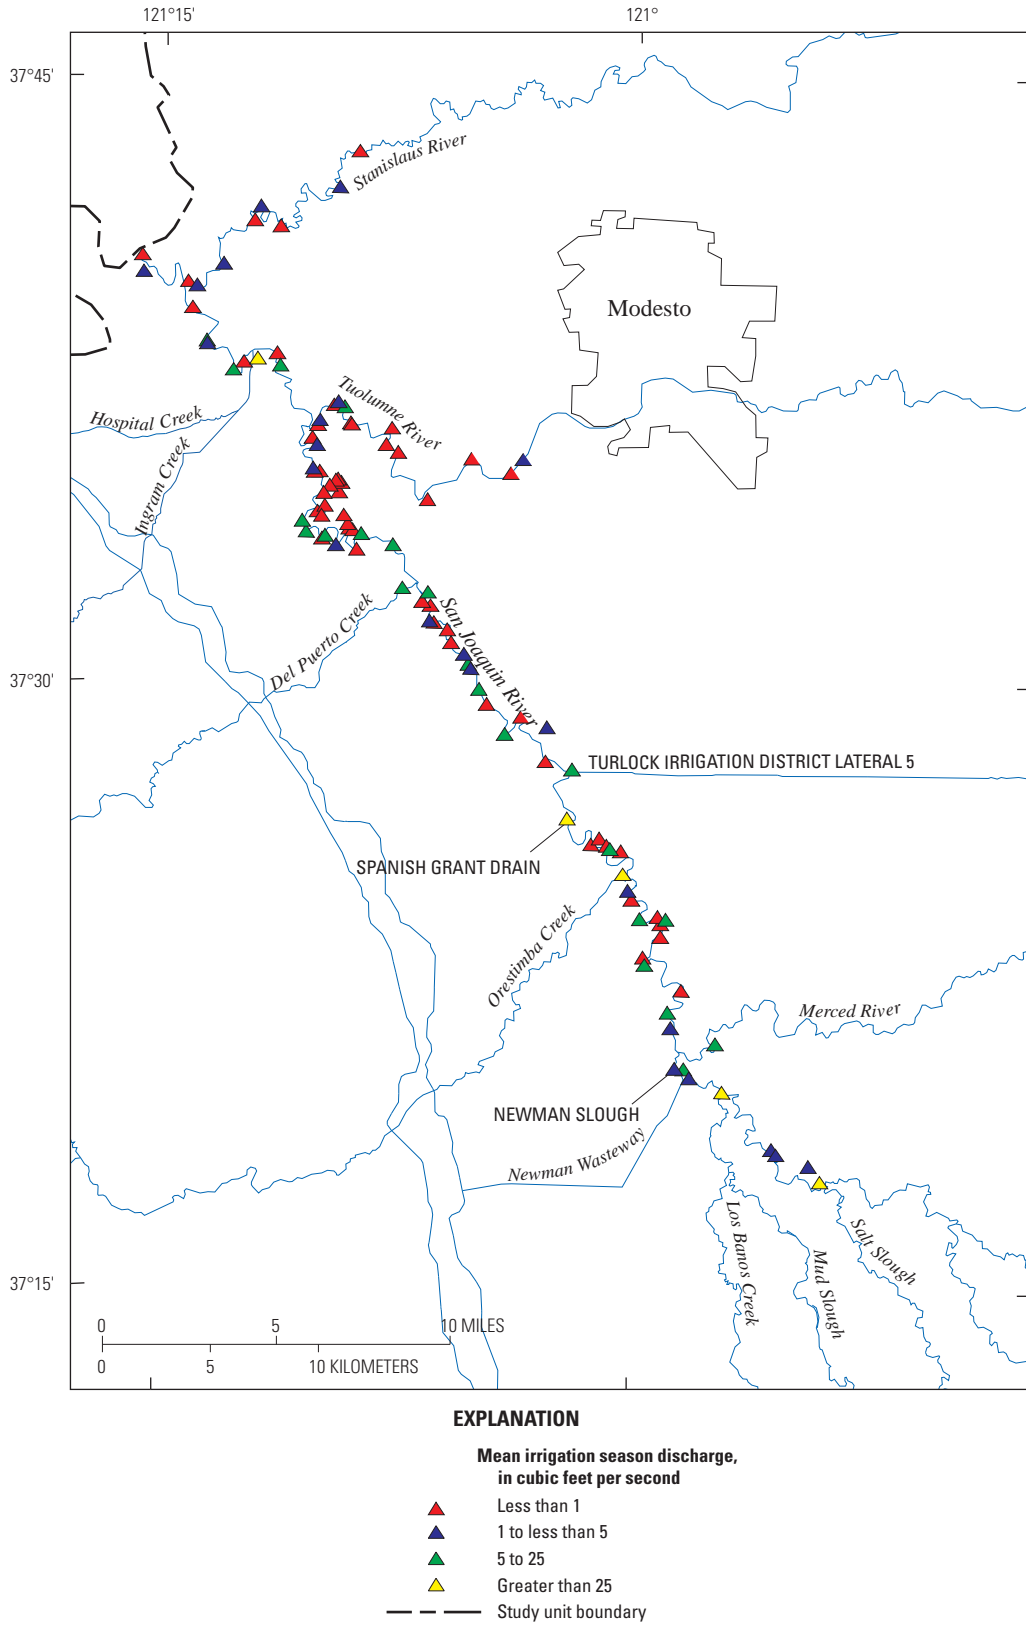 121°15'
121°
37°45'
Stanislaus River
Modesto
Tuolumne River
Hospital Creek
Ingram Creek
San Joaquin River
Del Puerto Creek
37°30'
TURLOCK IRRIGATION DISTRICT LATERAL 5
SPANISH GRANT DRAIN
Orestimba Creek
Merced River
NEWMAN SLOUGH
Newman Wasteway
Los Banos Creek
Mud Slough
Salt Slough
37°15'
0 5 10 MILES
0 5 10 KILOMETERS
EXPLANATION
Mean irrigation season discharge,
in cubic feet per second
Less than 1
1 to less than 5
5 to 25
Greater than 25
Study unit boundary